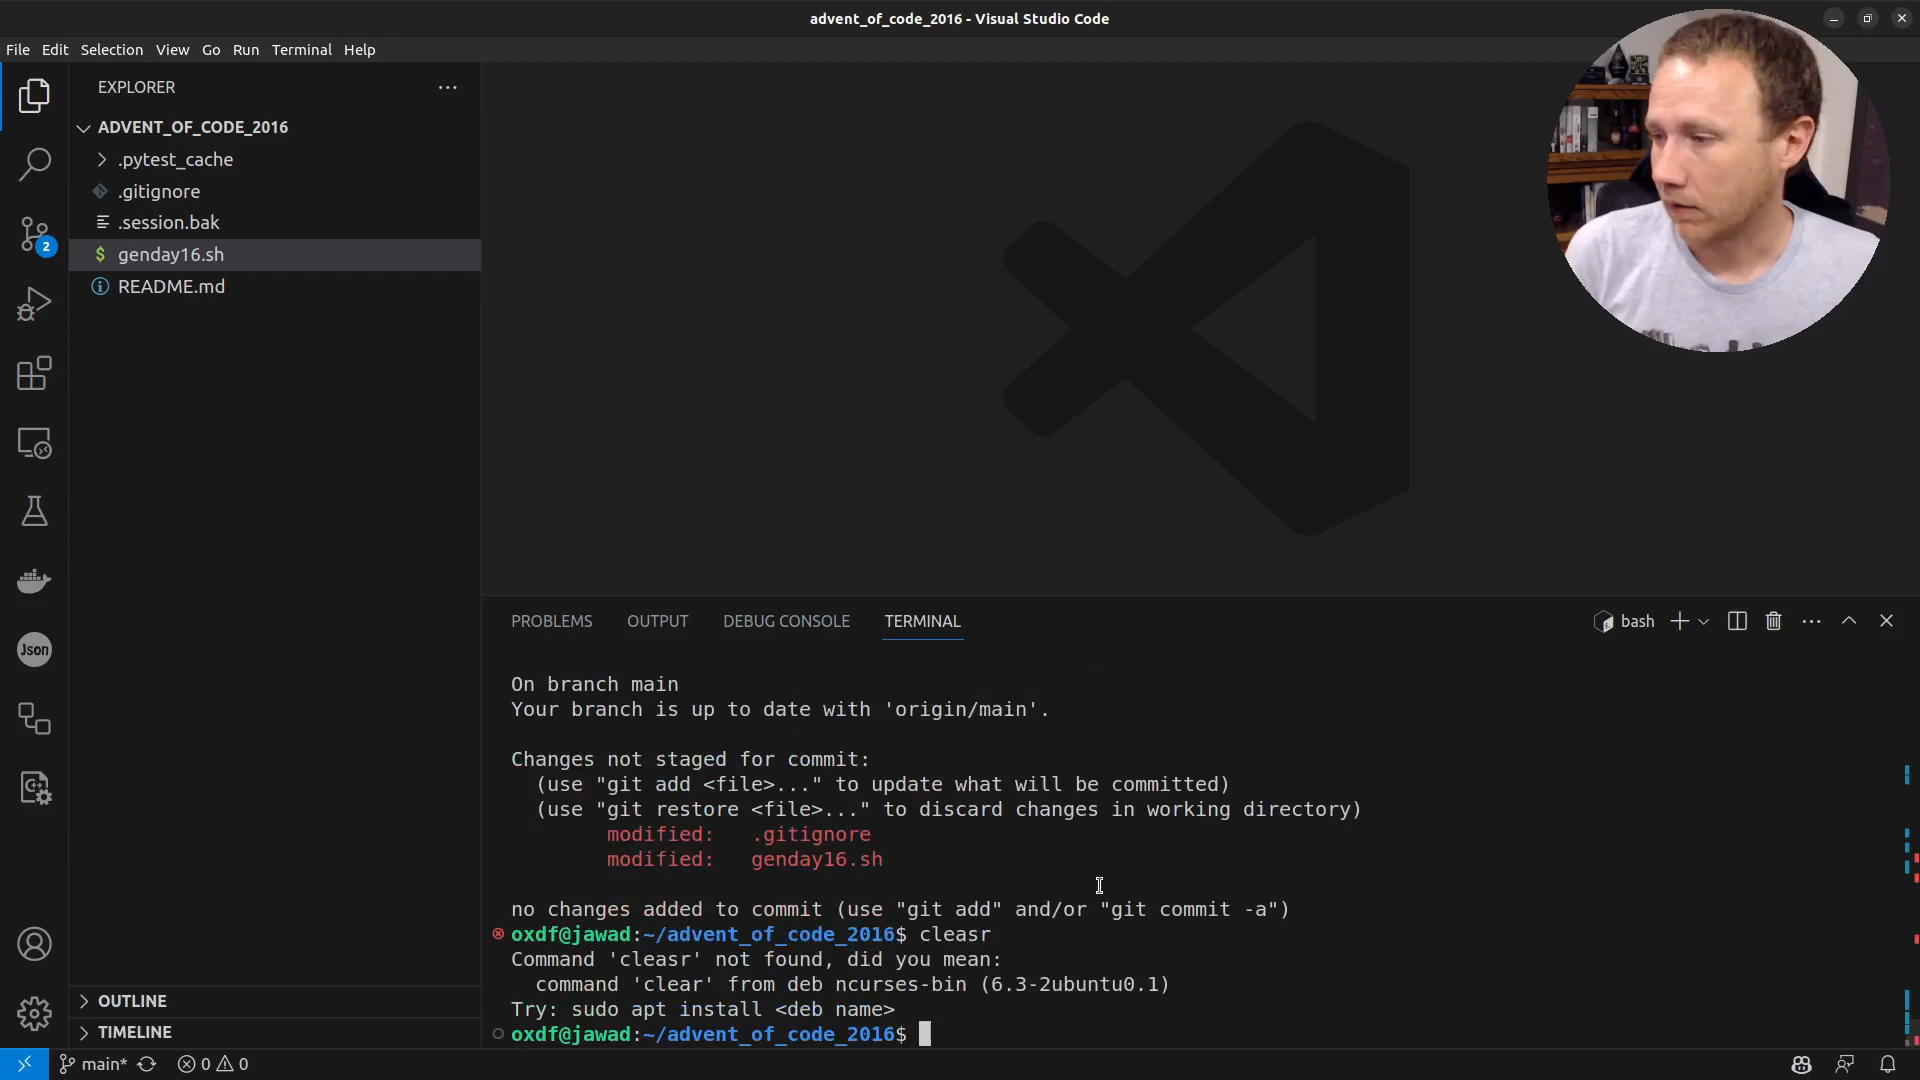 advent_of_code_2016 - Visual Studio Code
File Edit Selection View Go Run Terminal Help
EXPLORER
ADVENT_OF_CODE_2016
.pytest_cache
.gitignore
.session.bak
$ genday16.sh
README.md
2
Json
OUTLINE
TIMELINE
PROBLEMS OUTPUT DEBUG CONSOLE TERMINAL
bash
On branch main
Your branch is up to date with 'origin/main'.
Changes not staged for commit:
(use "git add <file>..." to update what will be committed)
(use "git restore <file>..." to discard changes in working directory)
modified: .gitignore
modified: genday16.sh
no changes added to commit (use "git add" and/or "git commit -a")
oxdf@jawad:~/advent_of_code_2016$ cleasr
Command 'cleasr' not found, did you mean:
command 'clear' from deb ncurses-bin (6.3-2ubuntu0.1)
Try: sudo apt install <deb name>
oxdf@jawad:~/advent_of_code_2016$
main* 0 0